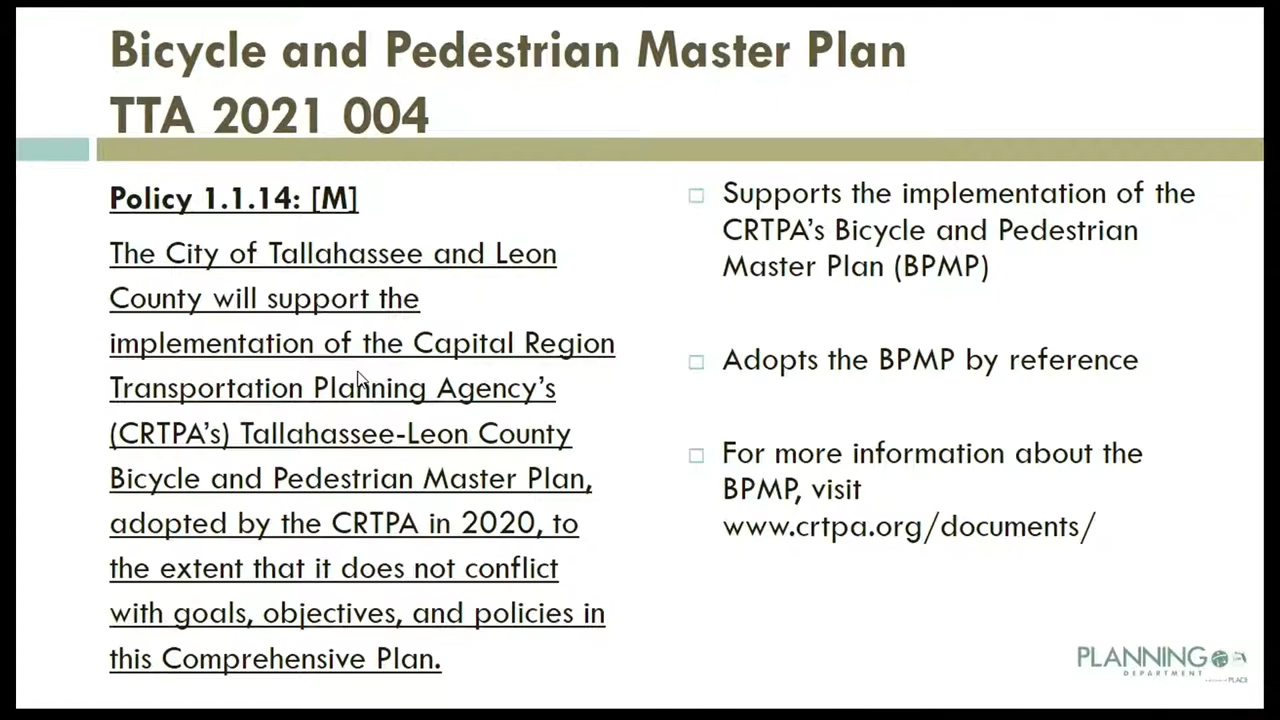 Bicycle and Pedestrian Master Plan
TTA 2021 004
Policy 1.1.14: [M]
The City of Tallahassee and Leon
County will support the
implementation of the Capital Region
Transportation Planning Agency’s
(CRTPA’s) Tallahassee-Leon County
Bicycle and Pedestrian Master Plan,
adopted by the CRTPA in 2020, to
the extent that it does not conflict
with goals, objectives, and policies in
this Comprehensive Plan.
Supports the implementation of the
CRTPA’s Bicycle and Pedestrian
Master Plan (BPMP)
Adopts the BPMP by reference
For more information about the
BPMP, visit
www.crtpa.org/documents/
PLANNING
DEPARTMENT
PLACE